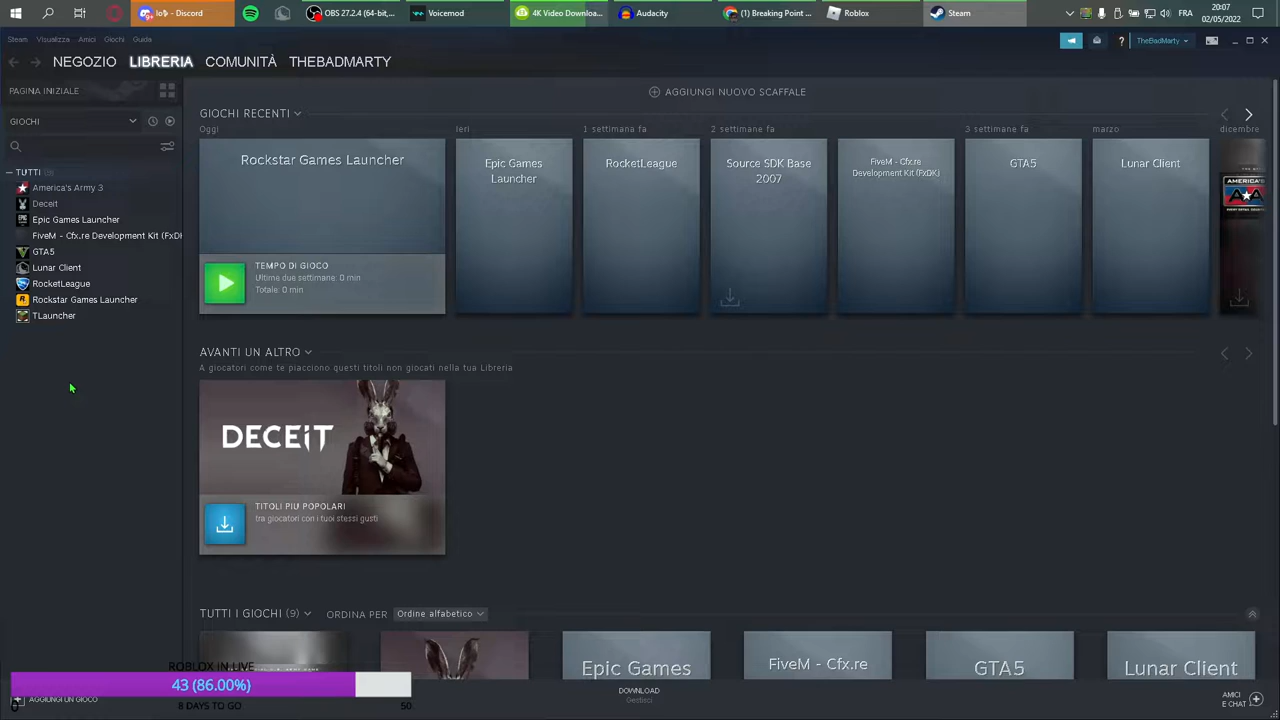 Io® - Discord
OBS 27.2.4 (64-bit,...
Voicemod
4K Video Downloa...
Audacity
(1) Breaking Point ...
Roblox
Steam
FRA
20:07
02/05/2022
Steam Visualizza Amici Giochi Guida
TheBadMarty
NEGOZIO LIBRERIA COMUNITÀ THEBADMARTY
PAGINA INIZIALE
AGGIUNGI NUOVO SCAFFALE
GIOCHI
GIOCHI RECENTI
Oggi
Ieri
1 settimana fa
2 settimane fa
3 settimane fa
marzo
dicembre
TUTTI
America's Army 3
Deceit
Epic Games Launcher
FiveM - Cfx.re Development Kit (FxDK
GTA5
Lunar Client
RocketLeague
Rockstar Games Launcher
TLauncher
Rockstar Games Launcher
TEMPO DI GIOCO
Ultime due settimane: 0 min
Totale: 0 min
Epic Games
Launcher
RocketLeague
Source SDK Base
2007
FiveM - Cfx.re
Development Kit (FxDK)
GTA5
Lunar Client
AMERICA'S
AVANTI UN ALTRO
A giocatori come te piacciono questi titoli non giocati nella tua Libreria
DECEIT
TITOLI PIÙ POPOLARI
tra giocatori con i tuoi stessi gusti
TUTTI I GIOCHI (9)
ORDINA PER
Ordine alfabetico
Epic Games
FiveM - Cfx.re
GTA5
Lunar Client
ROBLOX IN LIVE
43 (86.00%)
0
8 DAYS TO GO
50
AGGIUNGI UN GIOCO
DOWNLOAD
Gestisci
AMICI
E CHAT